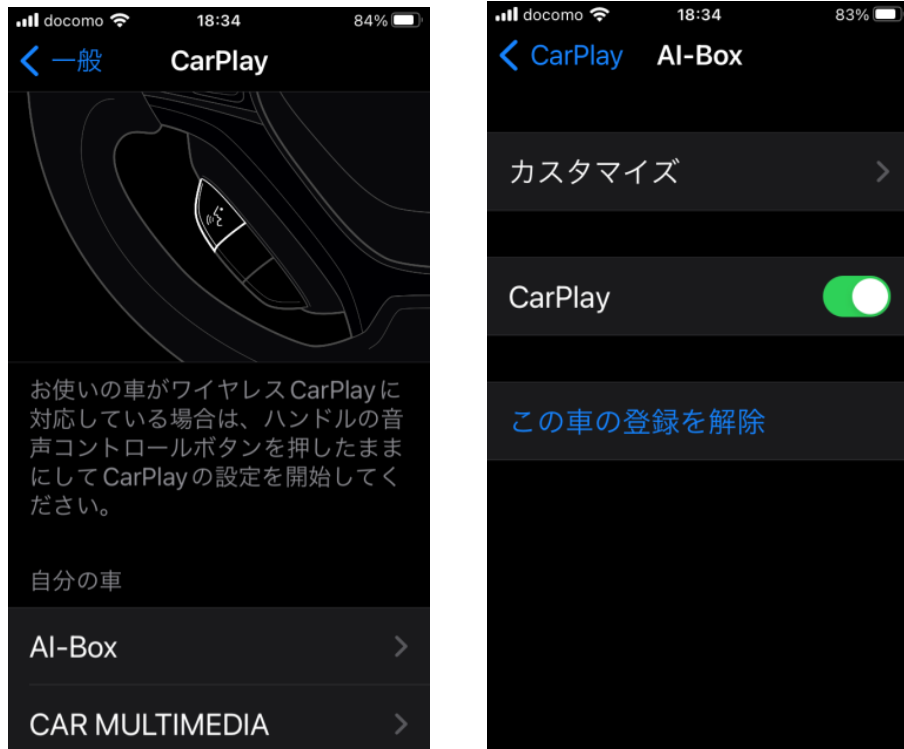 docomo 18:34 84%
一般 CarPlay
お使いの車がワイヤレスCarPlayに
対応している場合は、ハンドルの音
声コントロールボタンを押したまま
にしてCarPlayの設定を開始してく
ださい。
自分の車
AI-Box
CAR MULTIMEDIA
docomo 18:34 83%
CarPlay AI-Box
カスタマイズ
CarPlay
この車の登録を解除